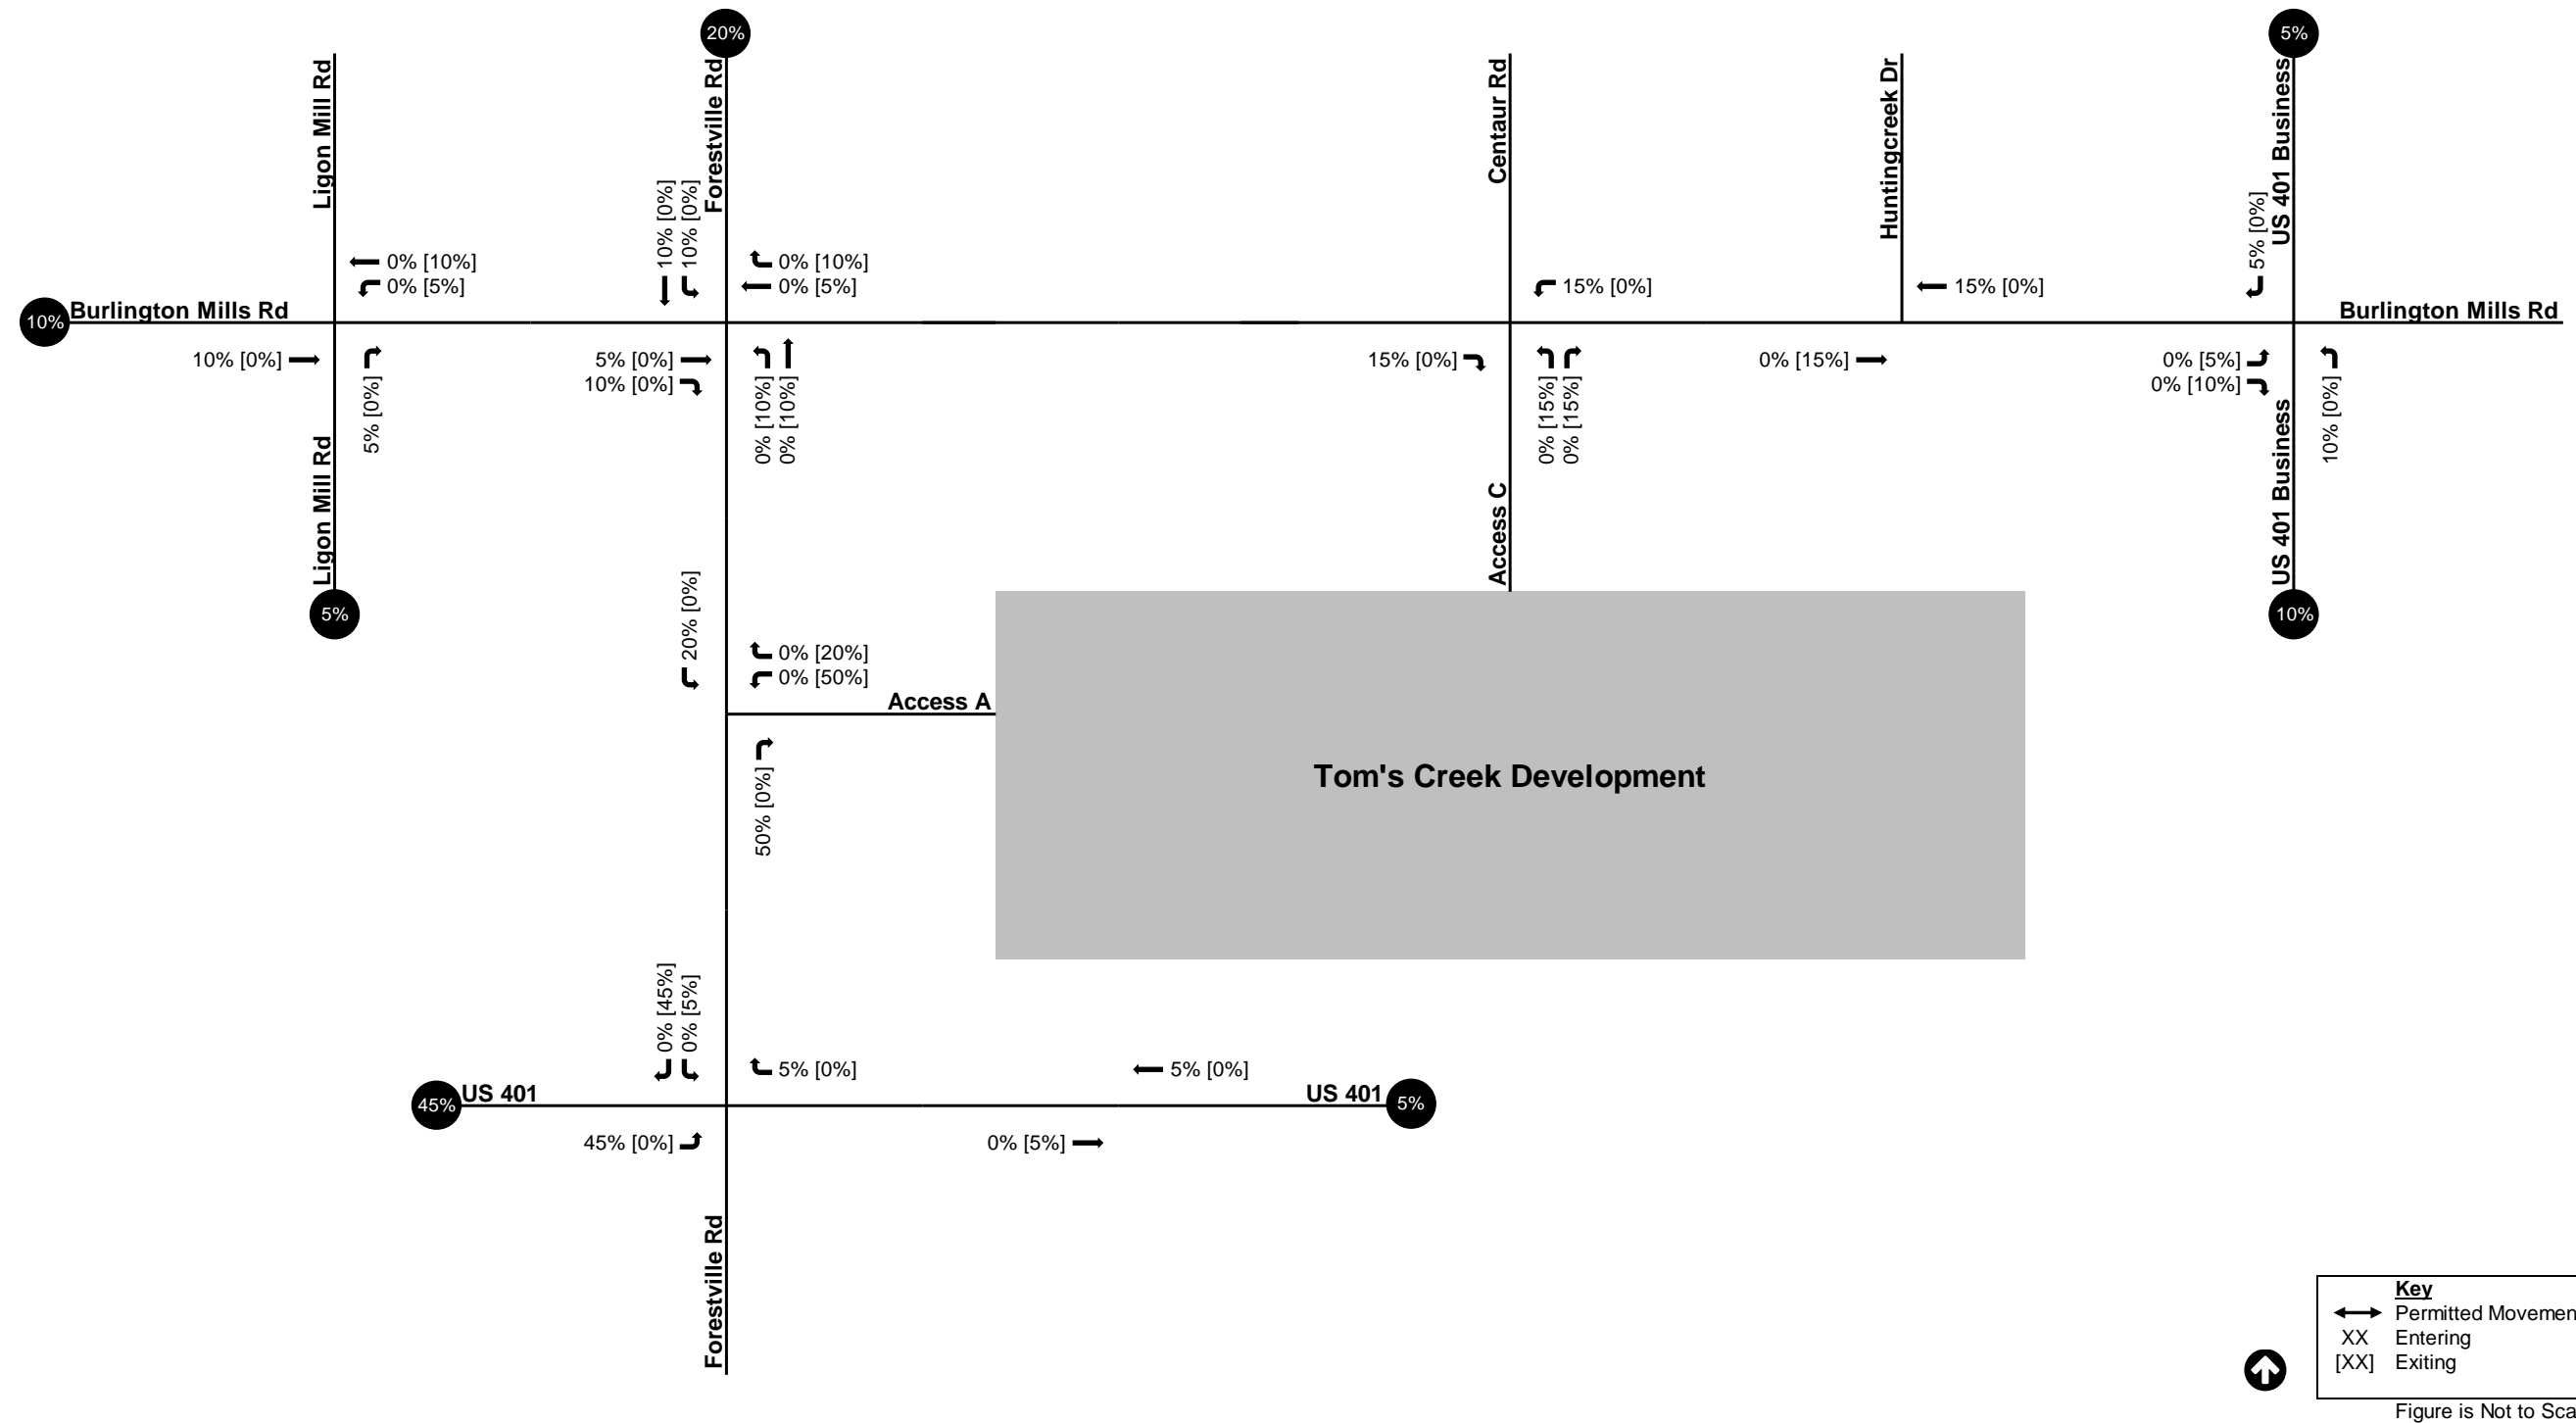 20%
5%
Ligon Mill Rd
Forestville Rd
Centaur Rd
Huntingcreek Dr
US 401 Business
10% [0%]
10% [0%]
5% [0%]
0% [10%]
0% [5%]
0% [10%]
0% [5%]
15% [0%]
15% [0%]
10%
Burlington Mills Rd
Burlington Mills Rd
10% [0%]
5% [0%]
5% [0%]
10% [0%]
0% [10%]
0% [10%]
15% [0%]
0% [15%]
0% [15%]
0% [15%]
0% [5%]
0% [10%]
10% [0%]
Ligon Mill Rd
Access C
US 401 Business
5%
10%
20% [0%]
0% [20%]
0% [50%]
Access A
Tom's Creek Development
50% [0%]
0% [45%]
0% [5%]
5% [0%]
5% [0%]
45%
US 401
US 401
5%
45% [0%]
0% [5%]
Forestville Rd
Key
Permitted Movemen
XX Entering
[XX] Exiting
Figure is Not to Sca